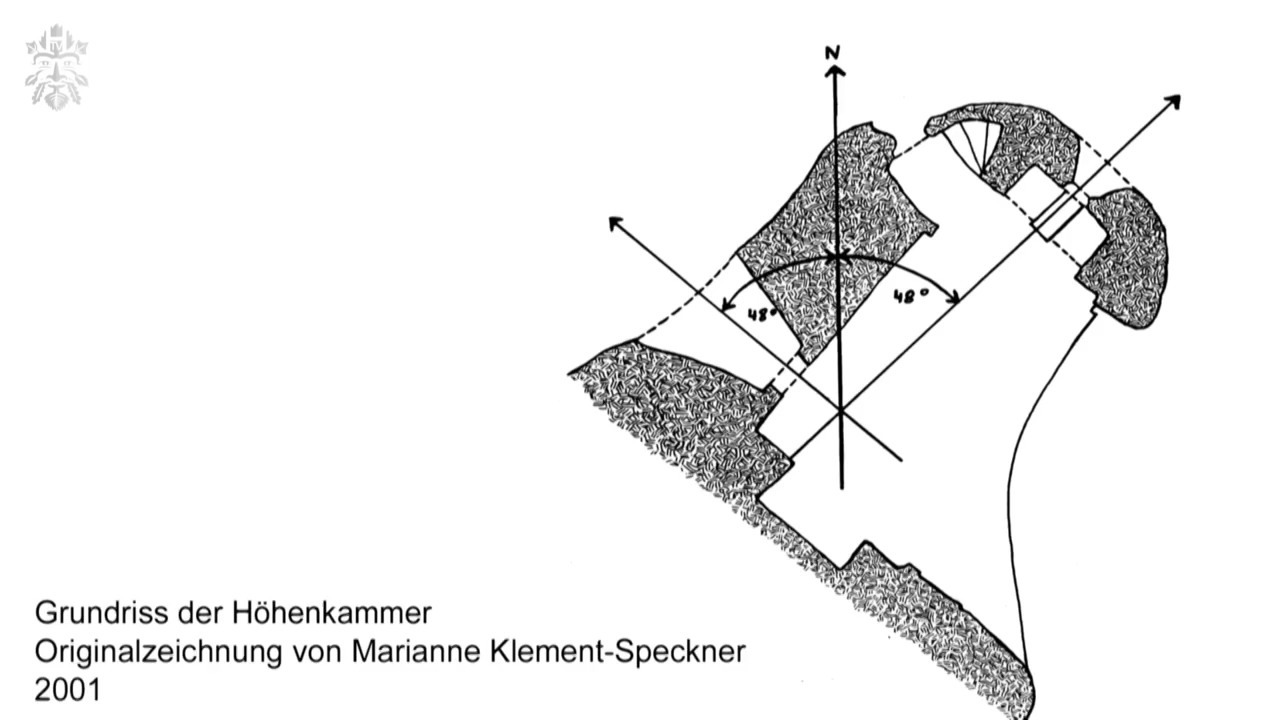 N
48°
48°
Grundriss der Höhenkammer
Originalzeichnung von Marianne Klement-Speckner
2001